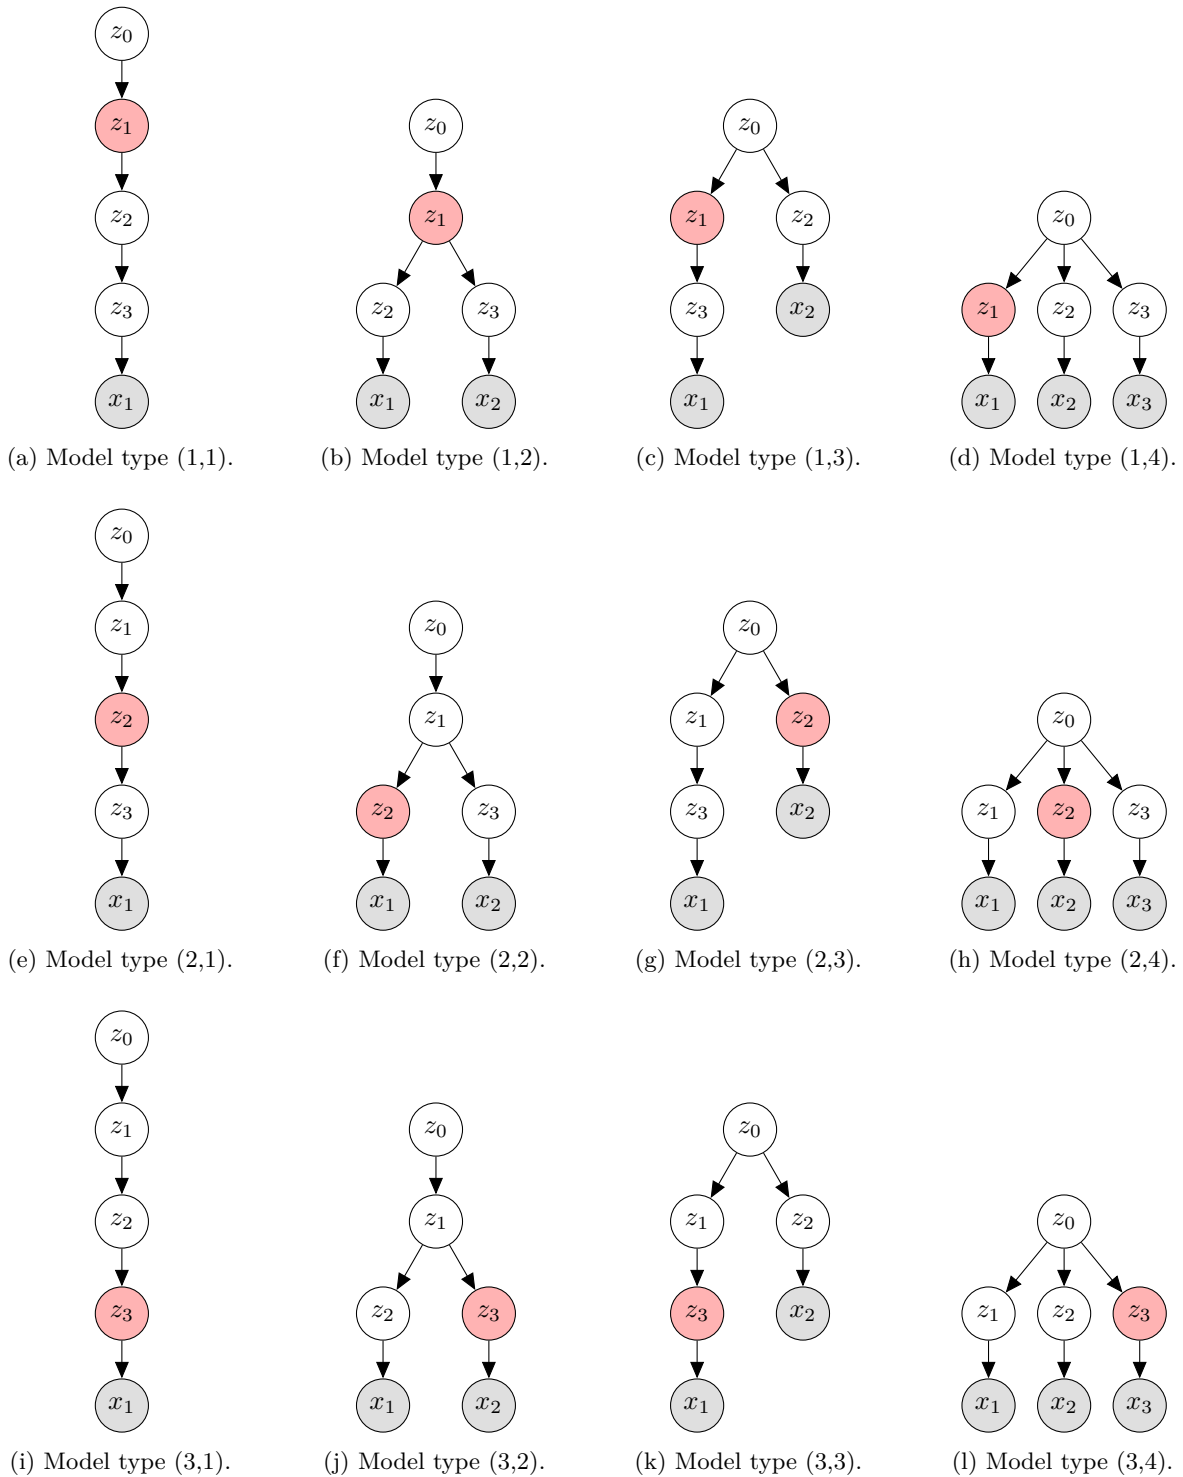 z0
z1
z2
z3
x1
(a) Model type (1,1).
z0
z1
z2 z3
x1 x2
(b) Model type (1,2).
z0
z1 z2
z3 x2
x1
(c) Model type (1,3).
z0
z1 z2 z3
x1 x2 x3
(d) Model type (1,4).
z0
z1
z2
z3
x1
(e) Model type (2,1).
z0
z1
z2 z3
x1 x2
(f) Model type (2,2).
z0
z1 z2
z3 x2
x1
(g) Model type (2,3).
z0
z1 z2 z3
x1 x2 x3
(h) Model type (2,4).
z0
z1
z2
z3
x1
(i) Model type (3,1).
z0
z1
z2 z3
x1 x2
(j) Model type (3,2).
z0
z1 z2
z3 x2
x1
(k) Model type (3,3).
z0
z1 z2 z3
x1 x2 x3
(l) Model type (3,4).